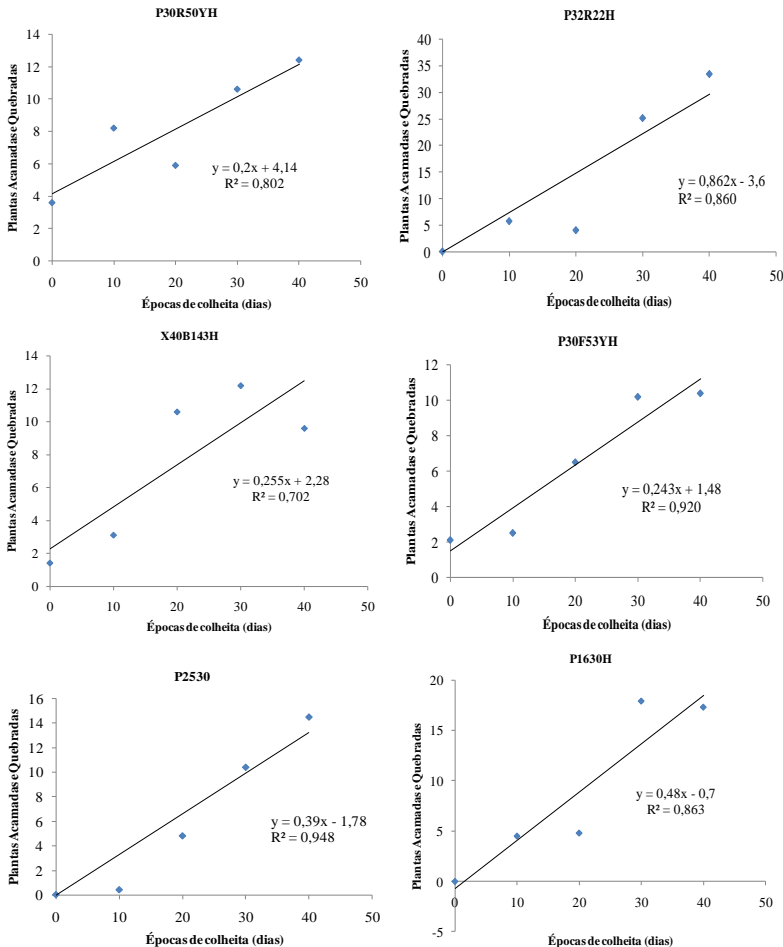 P30R50YH
14
12
10
8
6
4
2
0
0 10 20 30 40 50
Plantas Acamadas e Quebradas
y = 0,2x + 4,14
R² = 0,802
Épocas de colheita (dias)
P32R22H
40
35
30
25
20
15
10
5
0
0 10 20 30 40 50
Plantas Acamadas e Quebradas
y = 0,862x - 3,6
R² = 0,860
Épocas de colheita (dias)
X40B143H
14
12
10
8
6
4
2
0
0 10 20 30 40 50
Plantas Acamadas e Quebradas
y = 0,255x + 2,28
R² = 0,702
Épocas de colheita (dias)
P30F53YH
12
10
8
6
4
2
0
0 10 20 30 40 50
Plantas Acamadas e Quebradas
y = 0,243x + 1,48
R² = 0,920
Épocas de colheita (dias)
P2530
16
14
12
10
8
6
4
2
0
0 10 20 30 40 50
Plantas Acamadas e Quebradas
y = 0,39x - 1,78
R² = 0,948
Épocas de colheita (dias)
P1630H
20
15
10
5
0
-5
0 10 20 30 40 50
Plantas Acamadas e Quebradas
y = 0,48x - 0,7
R² = 0,863
Épocas de colheita (dias)